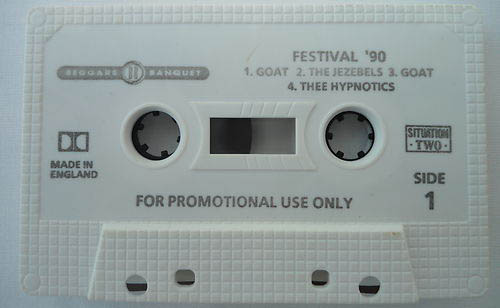 BEGGARS BANQUET
FESTIVAL '90
1. GOAT 2. THE JEZEBELS 3. GOAT
4. THEE HYPNOTICS
SITUATION
· TWO ·
MADE IN
ENGLAND
SIDE
1
FOR PROMOTIONAL USE ONLY